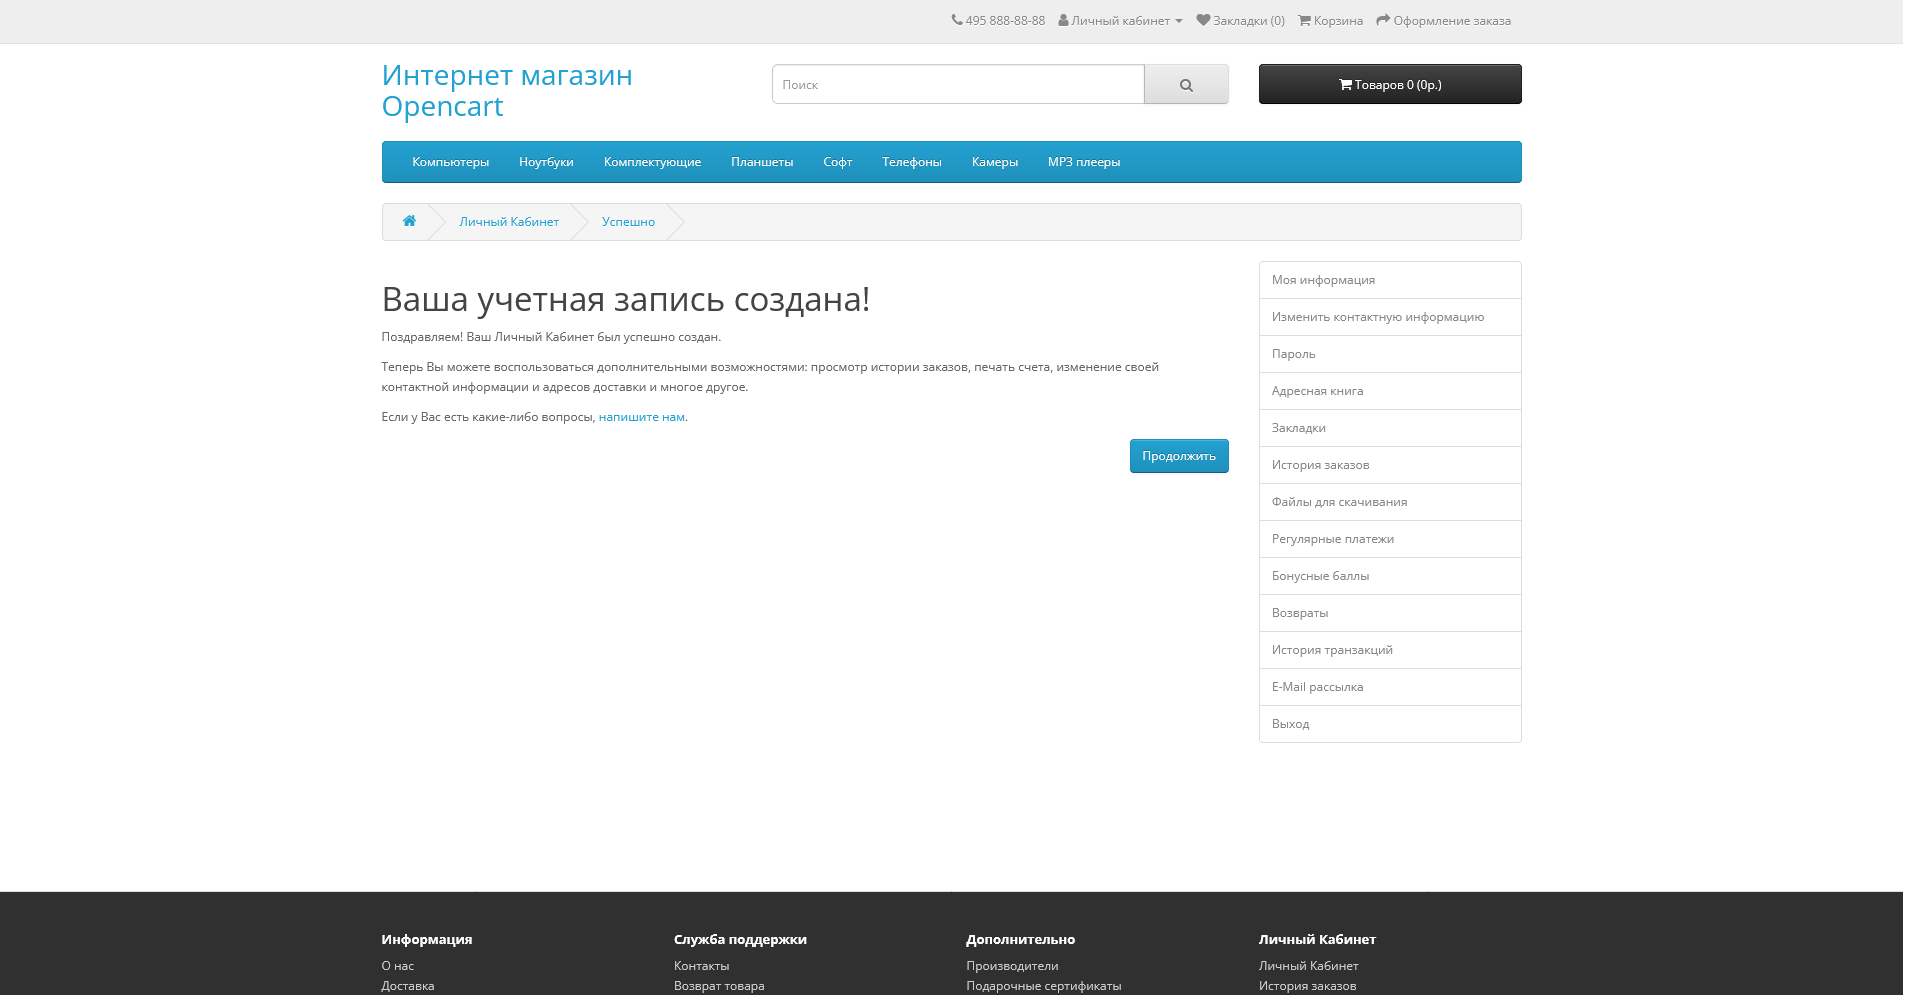 495 888-88-88 Личный кабинет Закладки (0) Корзина Оформление заказа
Интернет магазин
Opencart
Поиск
Товаров 0 (0р.)
Компьютеры Ноутбуки Комплектующие Планшеты Софт Телефоны Камеры MP3 плееры
Личный Кабинет Успешно
Ваша учетная запись создана!
Поздравляем! Ваш Личный Кабинет был успешно создан.
Теперь Вы можете воспользоваться дополнительными возможностями: просмотр истории заказов, печать счета, изменение своей
контактной информации и адресов доставки и многое другое.
Если у Вас есть какие-либо вопросы, напишите нам.
Продолжить
Моя информация
Изменить контактную информацию
Пароль
Адресная книга
Закладки
История заказов
Файлы для скачивания
Регулярные платежи
Бонусные баллы
Возвраты
История транзакций
E-Mail рассылка
Выход
Информация
О нас
Доставка
Служба поддержки
Контакты
Возврат товара
Дополнительно
Производители
Подарочные сертификаты
Личный Кабинет
Личный Кабинет
История заказов